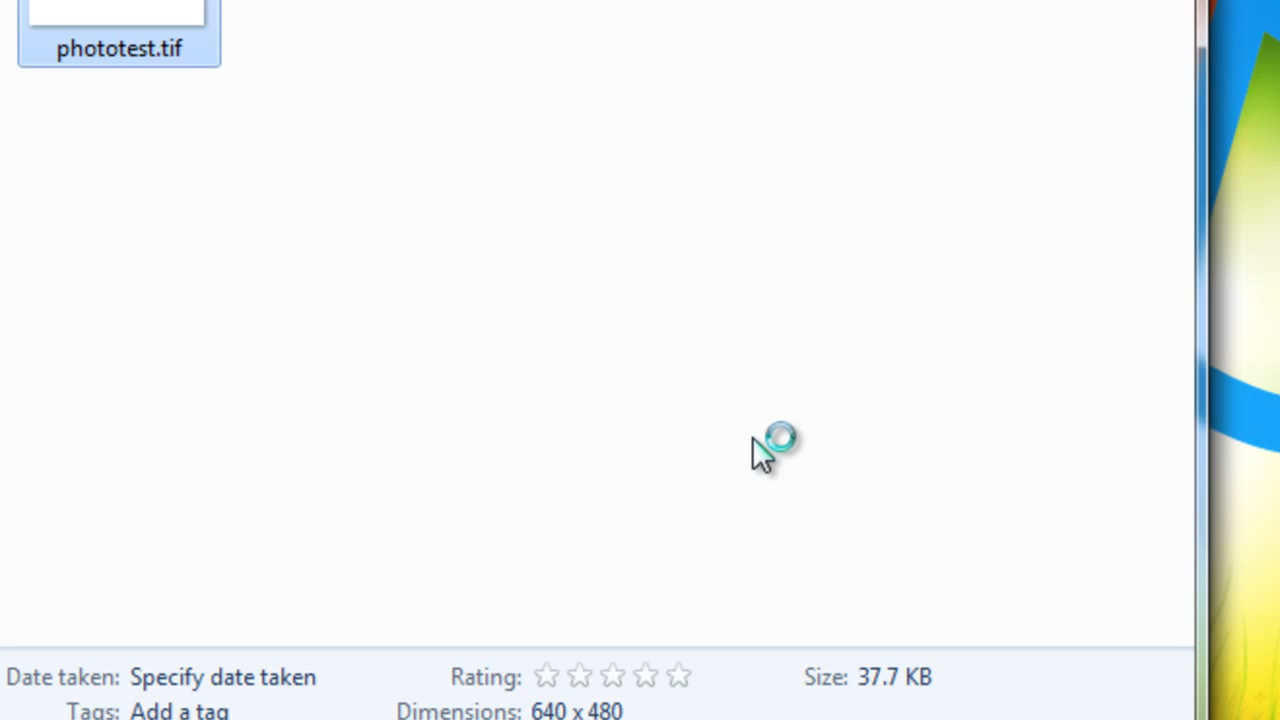 phototest.tif
Date taken: Specify date taken Rating: Size: 37.7 KB
Tags: Add a tag Dimensions: 640 x 480